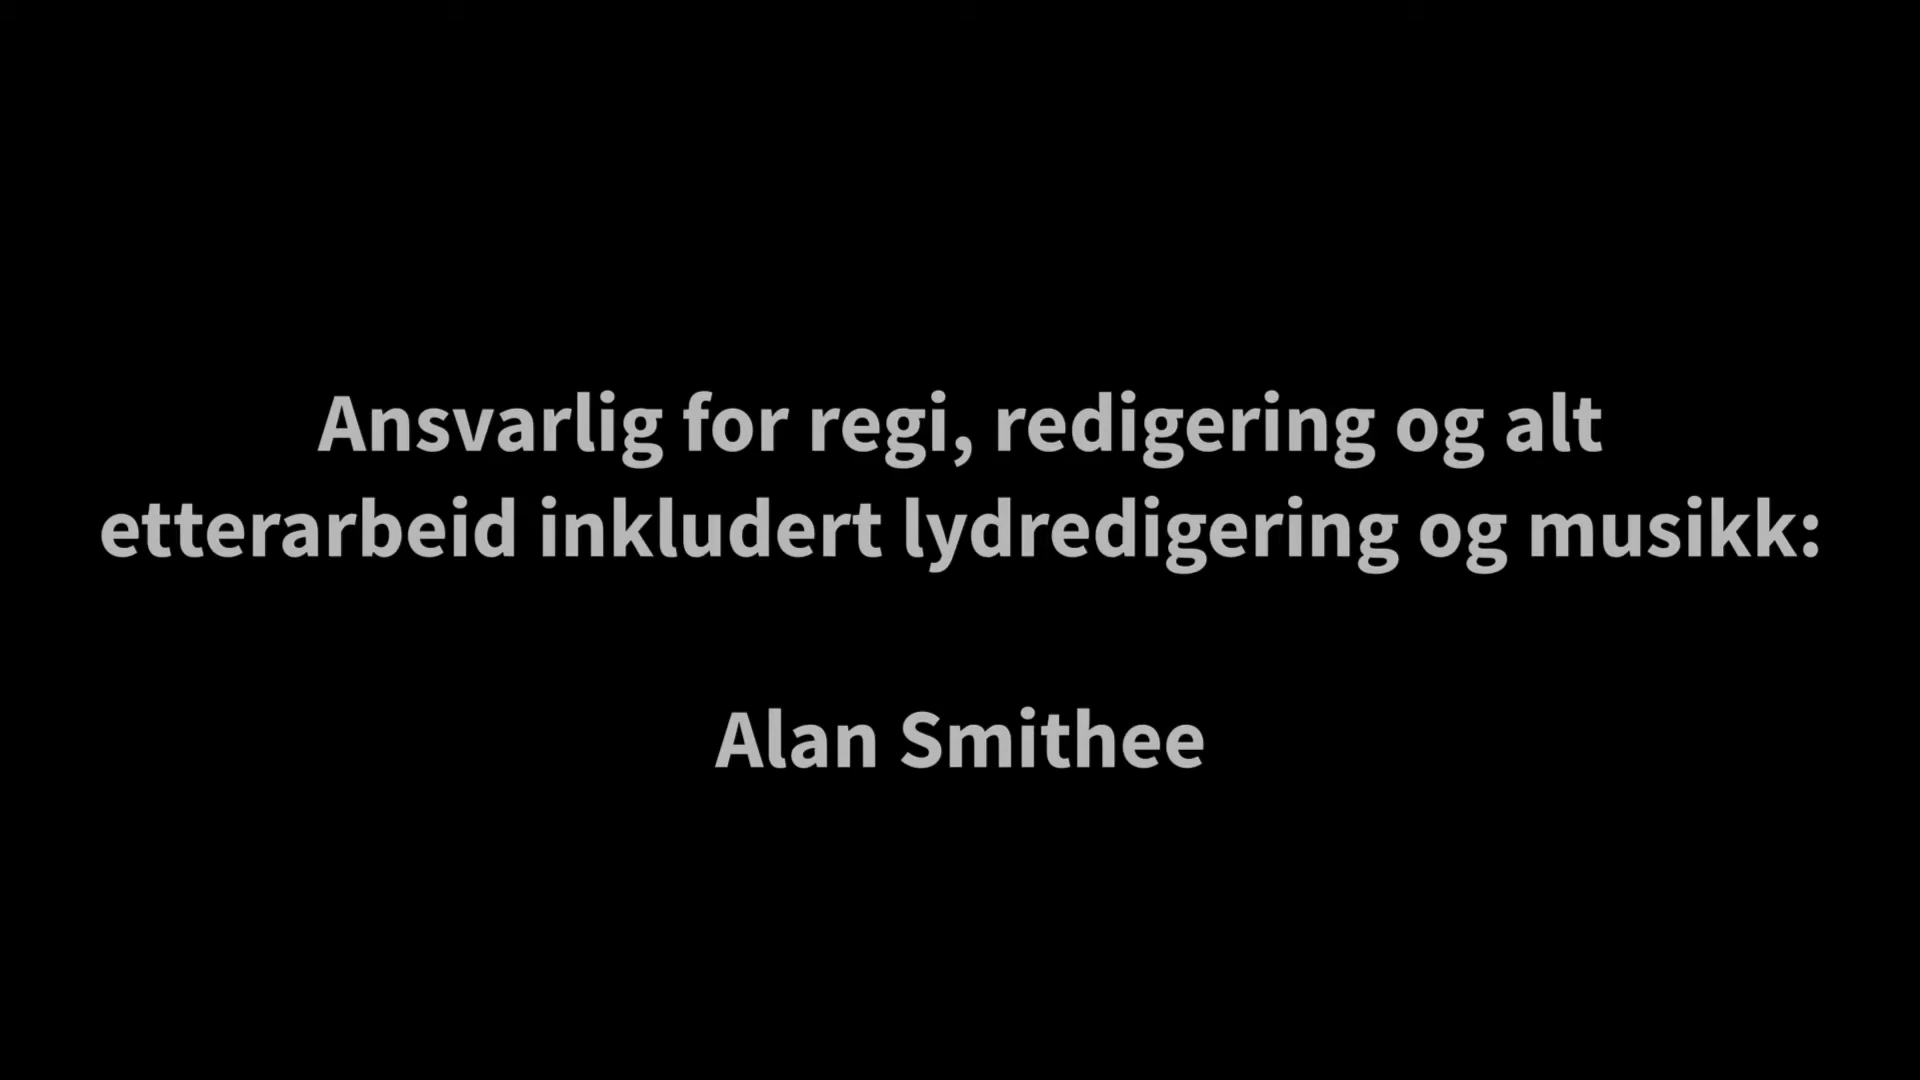 Ansvarlig for regi, redigering og alt
etterarbeid inkludert lydredigering og musikk:
Alan Smithee